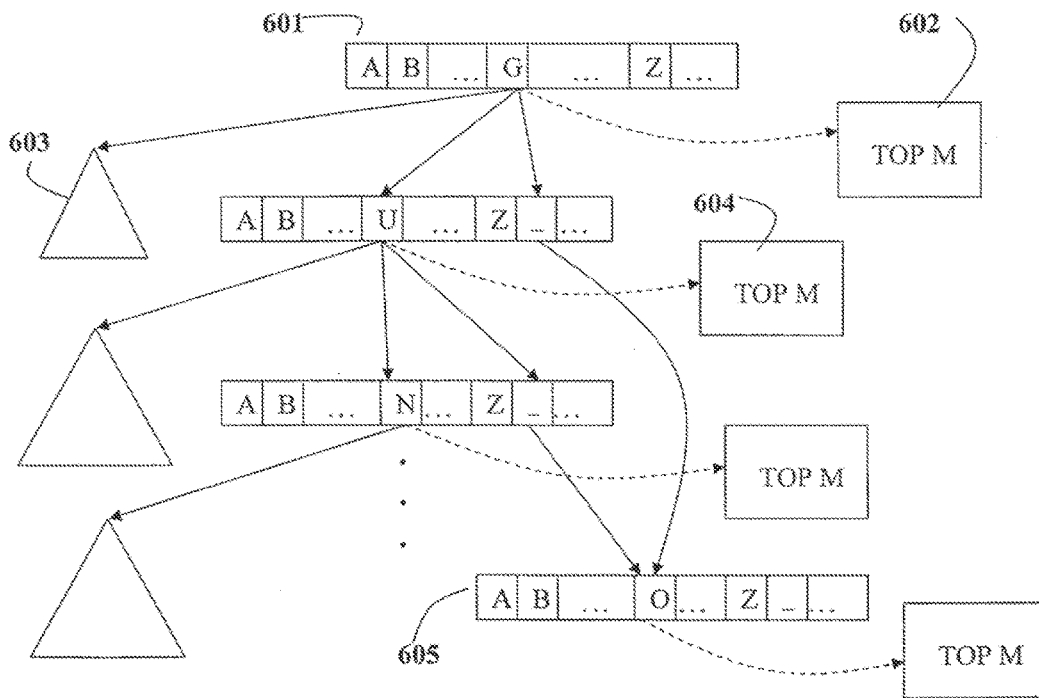 601
602
A B ... G ... Z ...
603
TOP M
A B ... U ... Z _ ...
604
TOP M
A B ... N ... Z _ ...
TOP M
A B ... O ... Z _ ...
605
TOP M